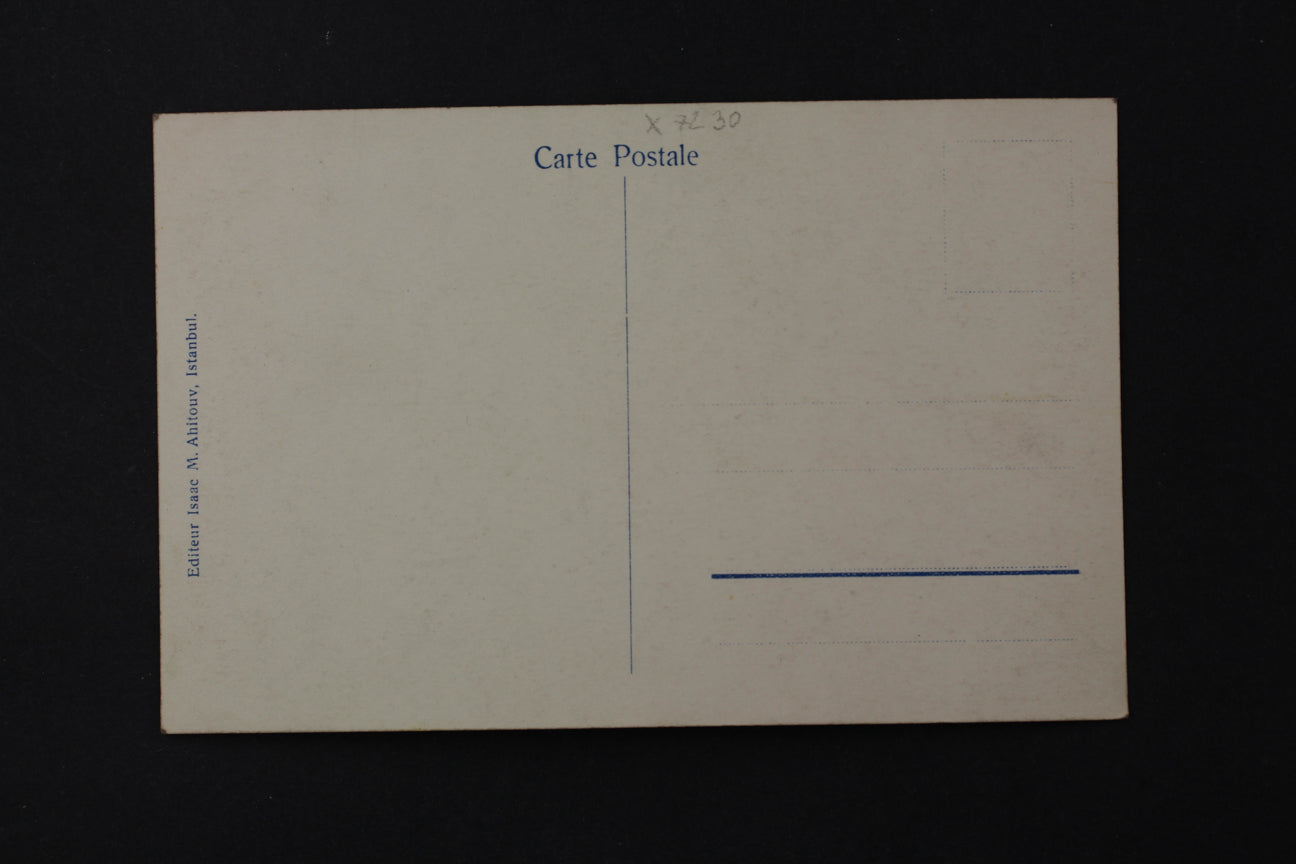 X 7230
Carte Postale
Editeur Isaac M. Ahitouv, Istanbul.